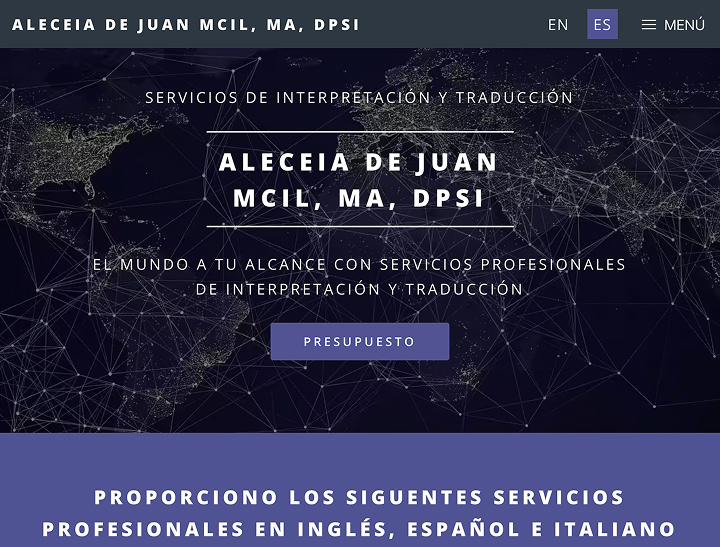 ALECEIA DE JUAN MCIL, MA, DPSI
EN ES MENÚ
SERVICIOS DE INTERPRETACIÓN Y TRADUCCIÓN
ALECEIA DE JUAN
MCIL, MA, DPSI
EL MUNDO A TU ALCANCE CON SERVICIOS PROFESIONALES
DE INTERPRETACIÓN Y TRADUCCIÓN.
PRESUPUESTO
PROPORCIONO LOS SIGUENTES SERVICIOS
PROFESIONALES EN INGLÉS, ESPAÑOL E ITALIANO